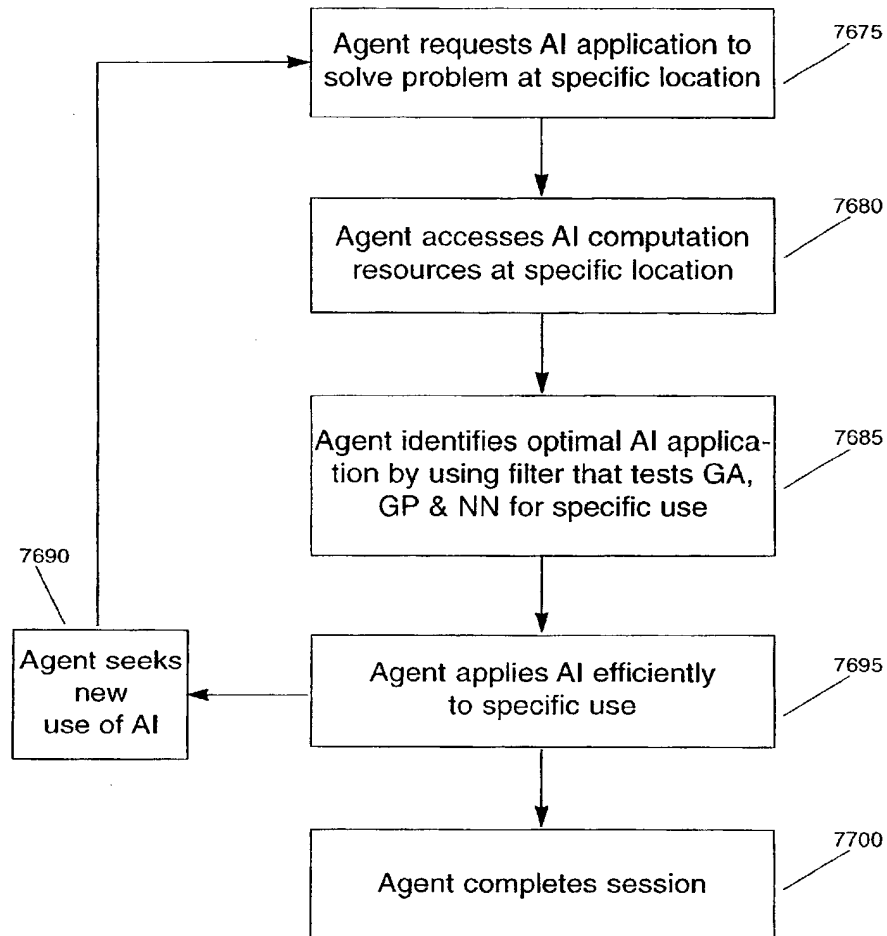 Agent requests AI application to
solve problem at specific location
7675
Agent accesses AI computation
resources at specific location
7680
Agent identifies optimal AI applica-
tion by using filter that tests GA,
GP & NN for specific use
7685
7690
Agent seeks
new
use of AI
Agent applies AI efficiently
to specific use
7695
Agent completes session
7700